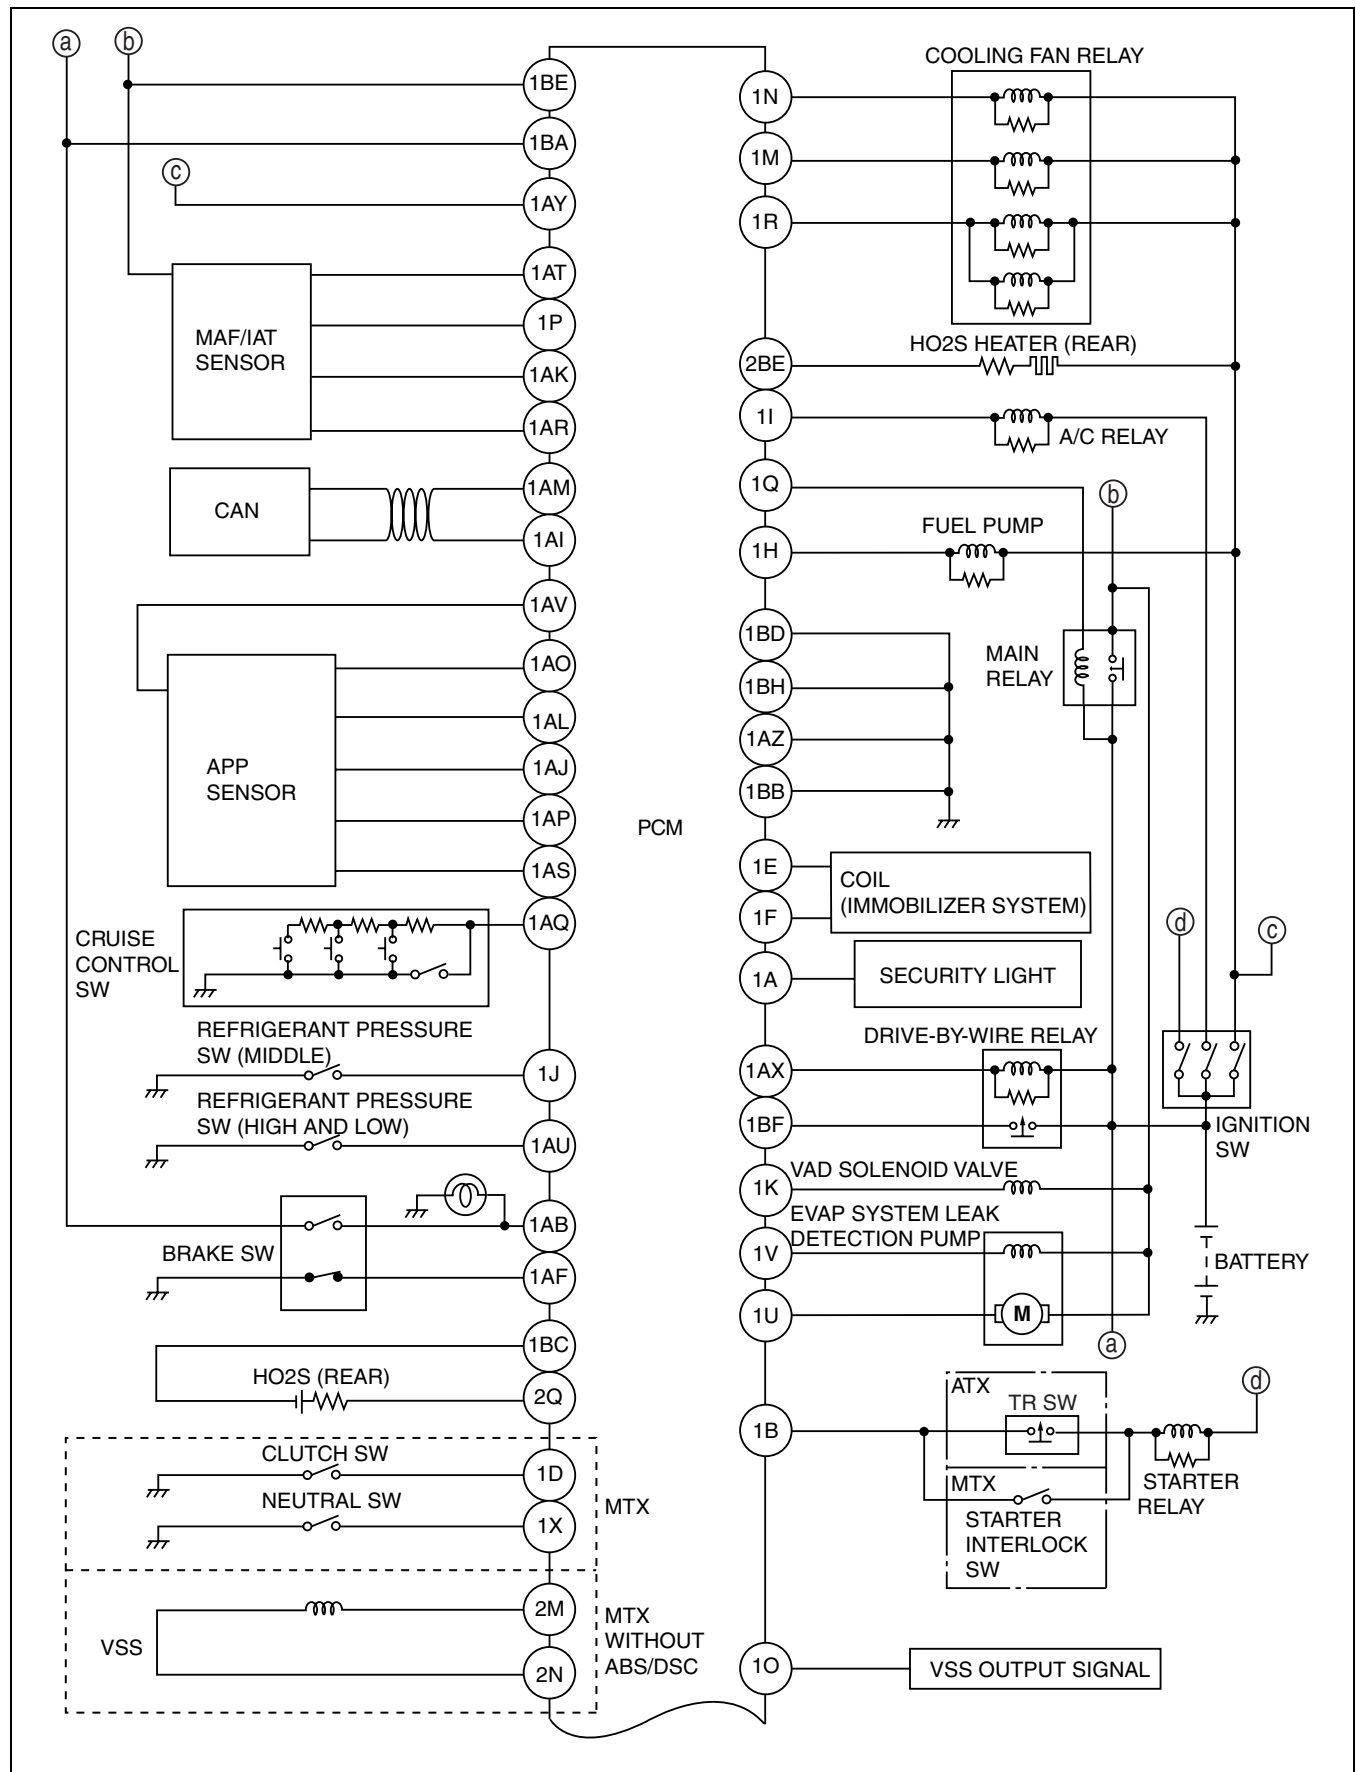 a
b
1BE
1BA
c
1AY
1AT
1P
1AK
1AR
MAF/IAT
SENSOR
1AM
1AI
CAN
1AV
1AO
1AL
1AJ
1AP
1AS
APP
SENSOR
1AQ
CRUISE
CONTROL
SW
REFRIGERANT PRESSURE
SW (MIDDLE)
1J
REFRIGERANT PRESSURE
SW (HIGH AND LOW)
1AU
1AB
BRAKE SW
1AF
1BC
HO2S (REAR)
2Q
CLUTCH SW
1D
NEUTRAL SW
1X
MTX
2M
VSS
2N
MTX
WITHOUT
ABS/DSC
PCM
COOLING FAN RELAY
1N
1M
1R
HO2S HEATER (REAR)
2BE
1I
A/C RELAY
1Q
b
FUEL PUMP
1H
MAIN
RELAY
1BD
1BH
1AZ
1BB
1E
1F
COIL
(IMMOBILIZER SYSTEM)
1A
SECURITY LIGHT
d
c
DRIVE-BY-WIRE RELAY
1AX
1BF
IGNITION
SW
VAD SOLENOID VALVE
1K
EVAP SYSTEM LEAK
DETECTION PUMP
1V
1U
M
BATTERY
a
ATX
TR SW
d
1B
MTX
STARTER
INTERLOCK
SW
STARTER
RELAY
1O
VSS OUTPUT SIGNAL